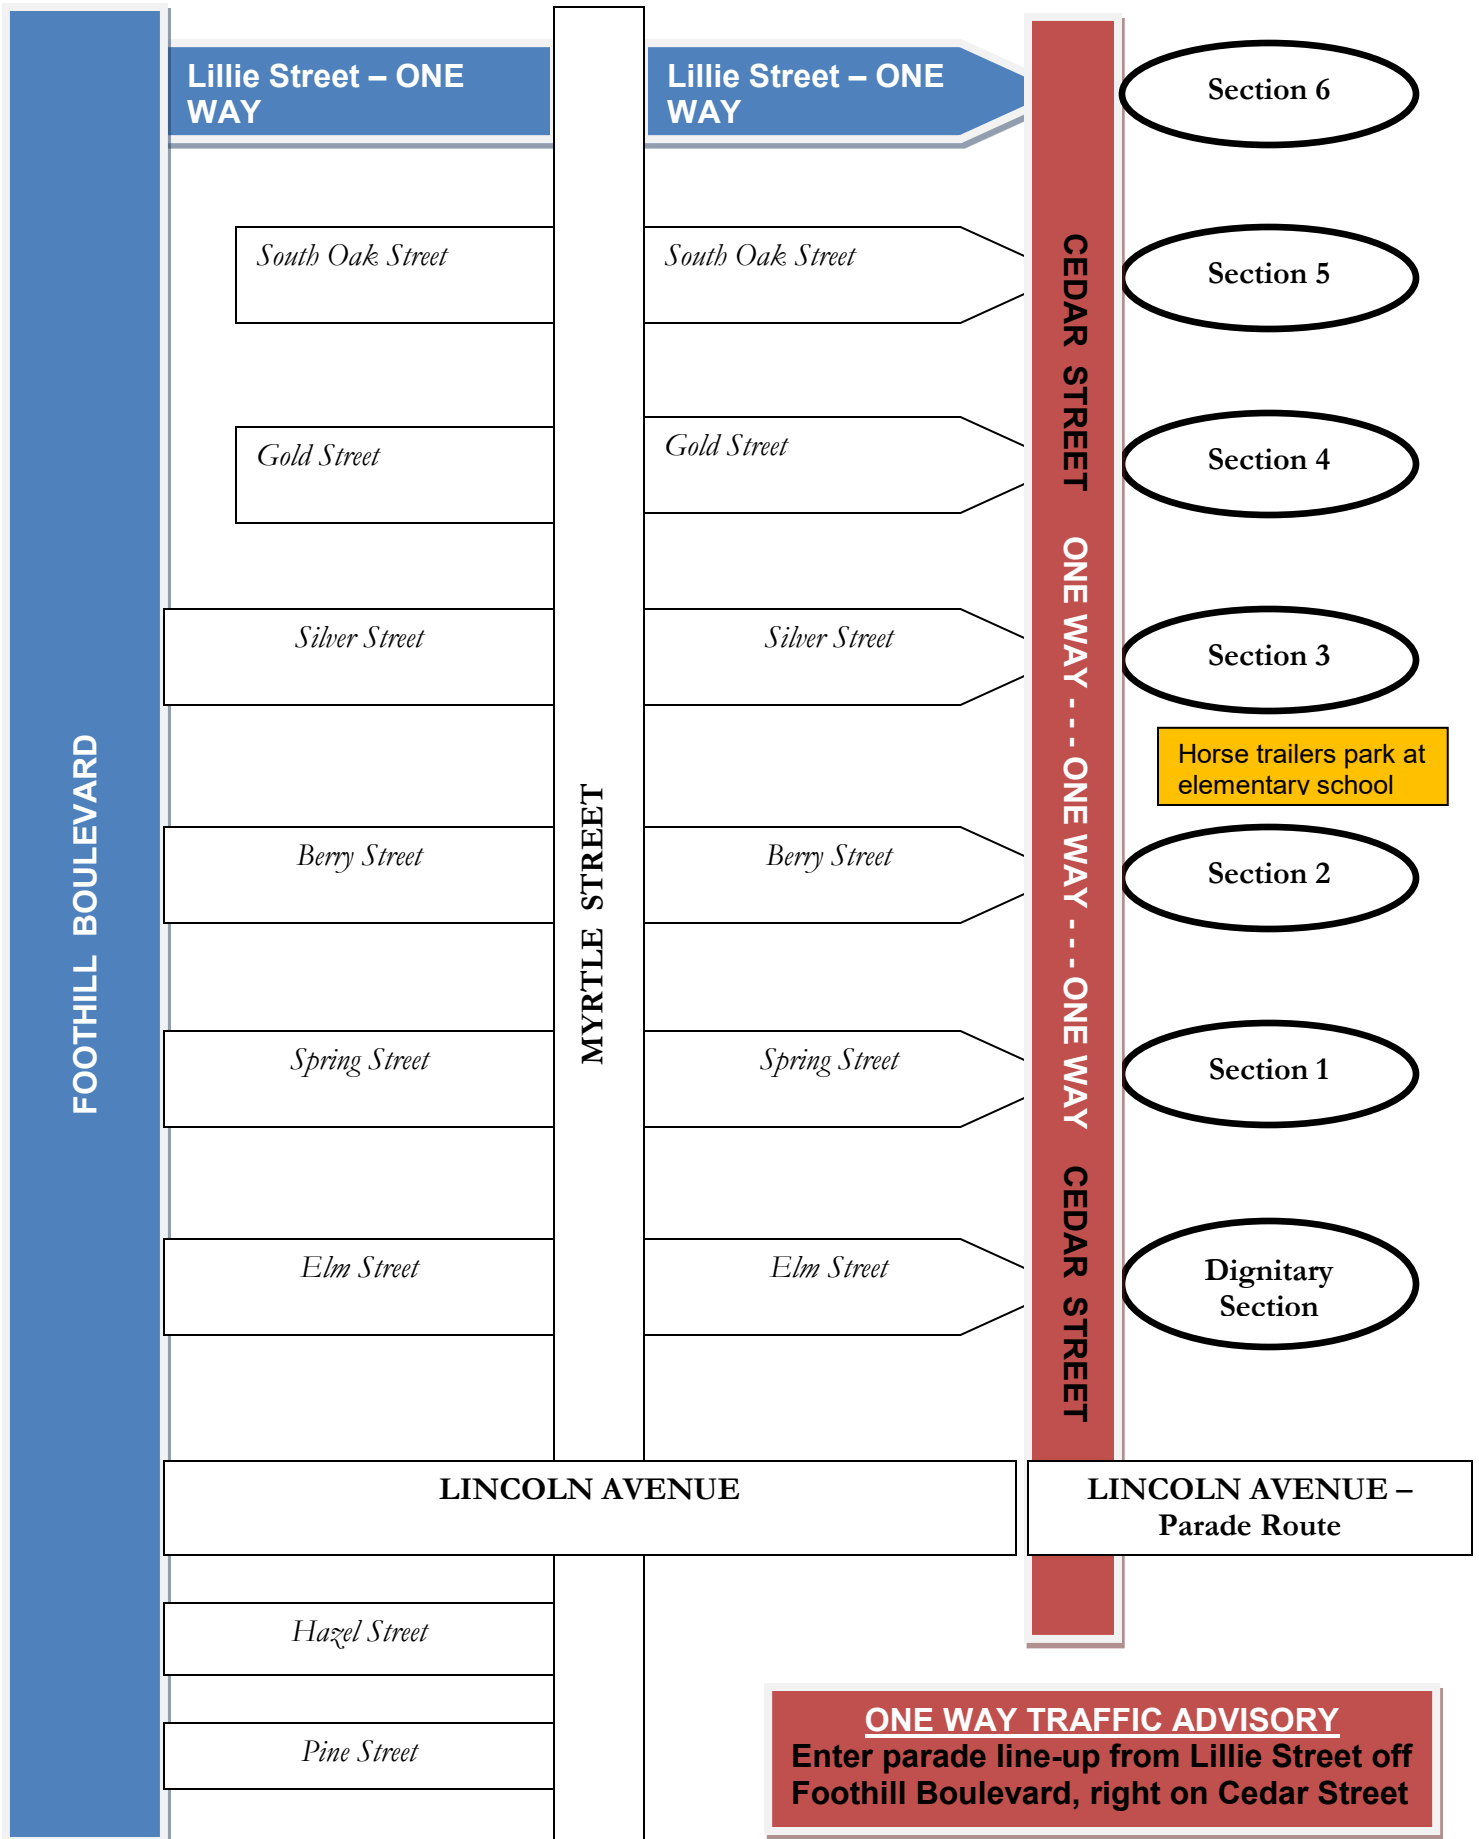 Lillie Street – ONE
WAY
Lillie Street – ONE
WAY
Section 6
South Oak Street
South Oak Street
Section 5
Gold Street
Gold Street
Section 4
Silver Street
Silver Street
Section 3
Horse trailers park at
elementary school
Berry Street
Berry Street
Section 2
Spring Street
Spring Street
Section 1
Elm Street
Elm Street
Dignitary
Section
FOOTHILL BOULEVARD
MYRTLE STREET
CEDAR STREET ONE WAY - - - ONE WAY - - - ONE WAY CEDAR STREET
LINCOLN AVENUE
LINCOLN AVENUE –
Parade Route
Hazel Street
Pine Street
ONE WAY TRAFFIC ADVISORY
Enter parade line-up from Lillie Street off
Foothill Boulevard, right on Cedar Street